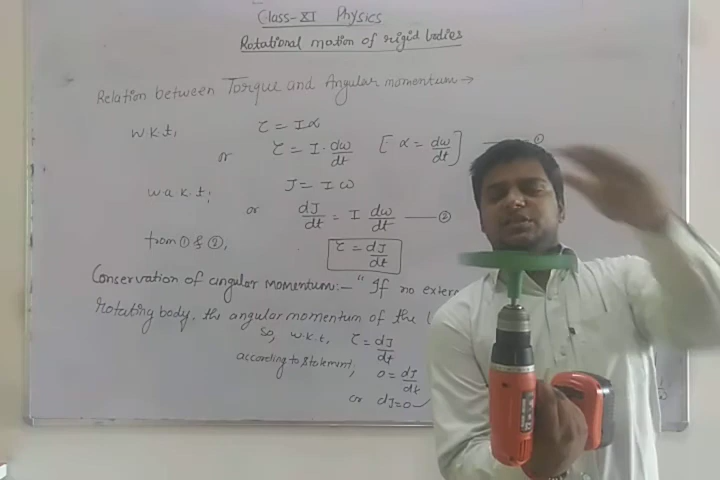 Class-XI Physics
Rotational motion of rigid bodies
Relation between Torque and Angular momentum →
w.k.t, τ = Iα
or τ = I. dω/dt [α = dω/dt] —— ①
w a k.t, J = Iω
or dJ/dt = I dω/dt —— ②
from ① & ②, τ = dJ/dt
Conservation of angular momentum:- "If no exter
rotating body. the angular momentum of the
So, w.k.t, τ = dJ/dt
according to statement, 0 = dJ/dt
or dJ=0